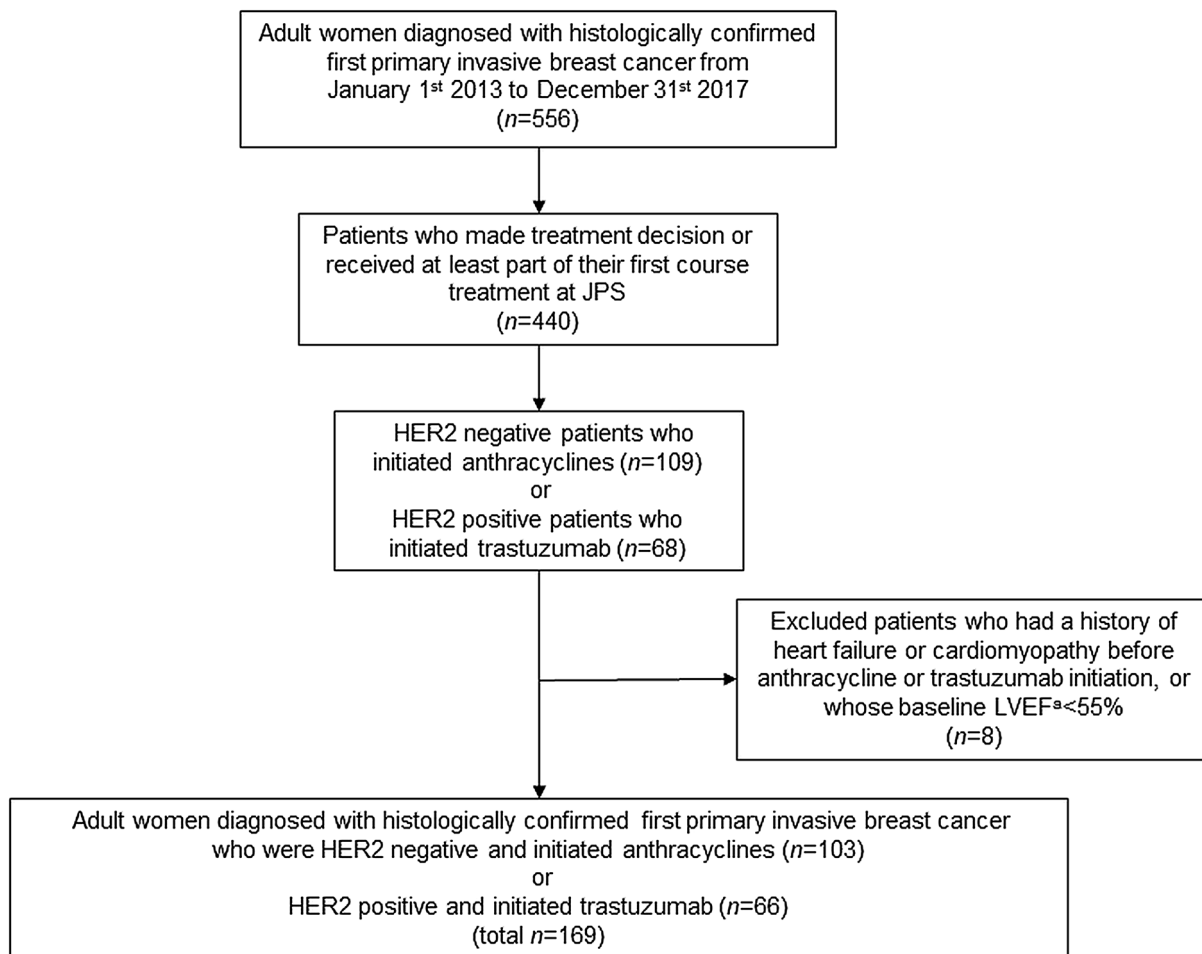 Adult women diagnosed with histologically confirmed
first primary invasive breast cancer from
January 1st 2013 to December 31st 2017
(n=556)
Patients who made treatment decision or
received at least part of their first course
treatment at JPS
(n=440)
HER2 negative patients who
initiated anthracyclines (n=109)
or
HER2 positive patients who
initiated trastuzumab (n=68)
Excluded patients who had a history of
heart failure or cardiomyopathy before
anthracycline or trastuzumab initiation, or
whose baseline LVEFa<55%
(n=8)
Adult women diagnosed with histologically confirmed first primary invasive breast cancer
who were HER2 negative and initiated anthracyclines (n=103)
or
HER2 positive and initiated trastuzumab (n=66)
(total n=169)